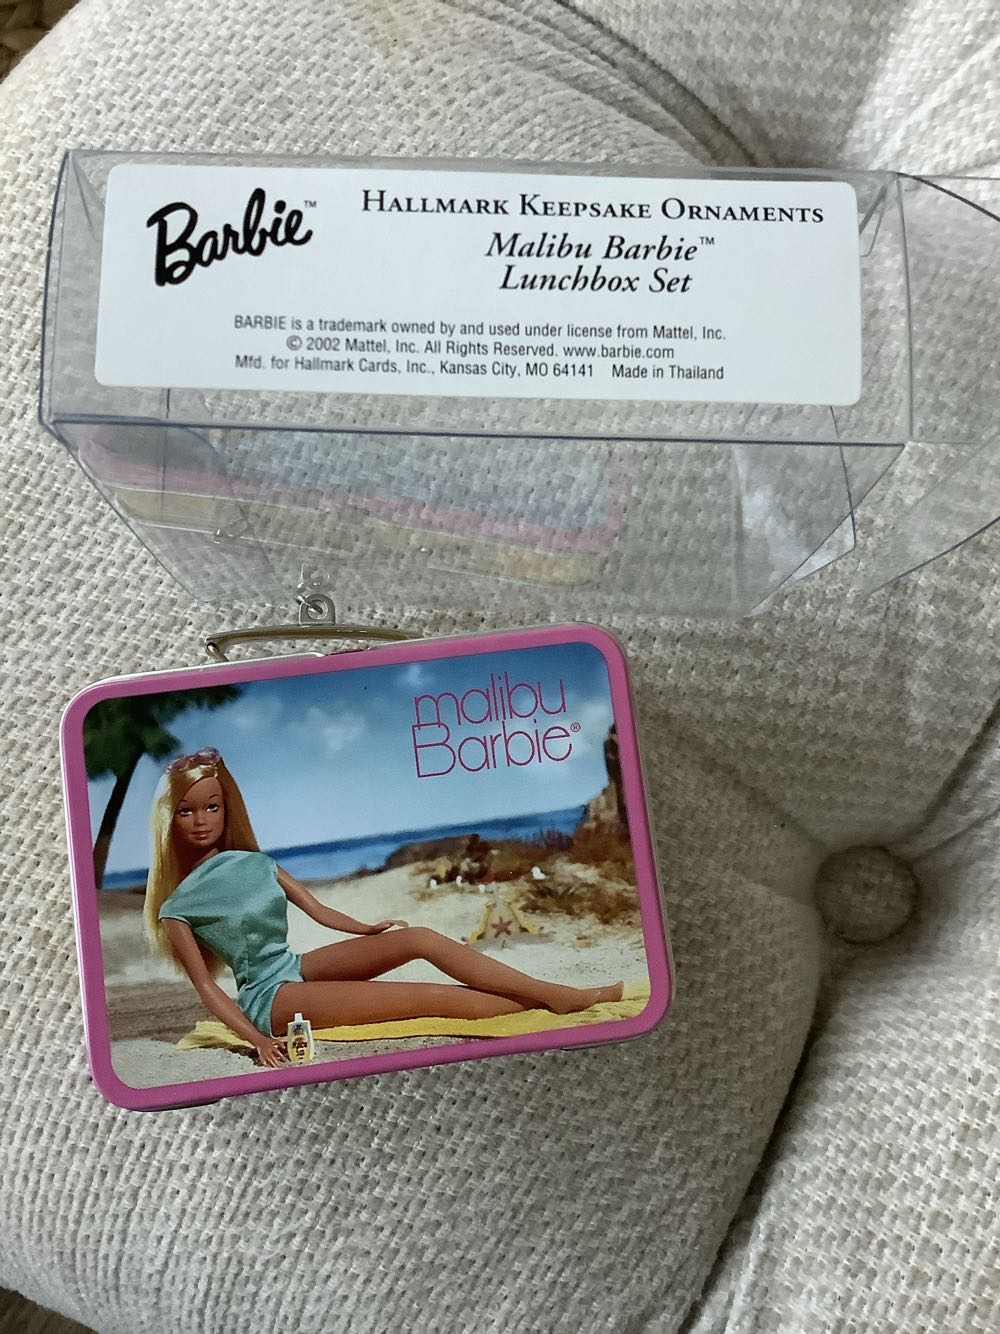 Barbie™
HALLMARK KEEPSAKE ORNAMENTS
Malibu Barbie™
Lunchbox Set
BARBIE is a trademark owned by and used under license from Mattel, Inc.
© 2002 Mattel, Inc. All Rights Reserved. www.barbie.com
Mfd. for Hallmark Cards, Inc., Kansas City, MO 64141 Made in Thailand
malibu
Barbie®